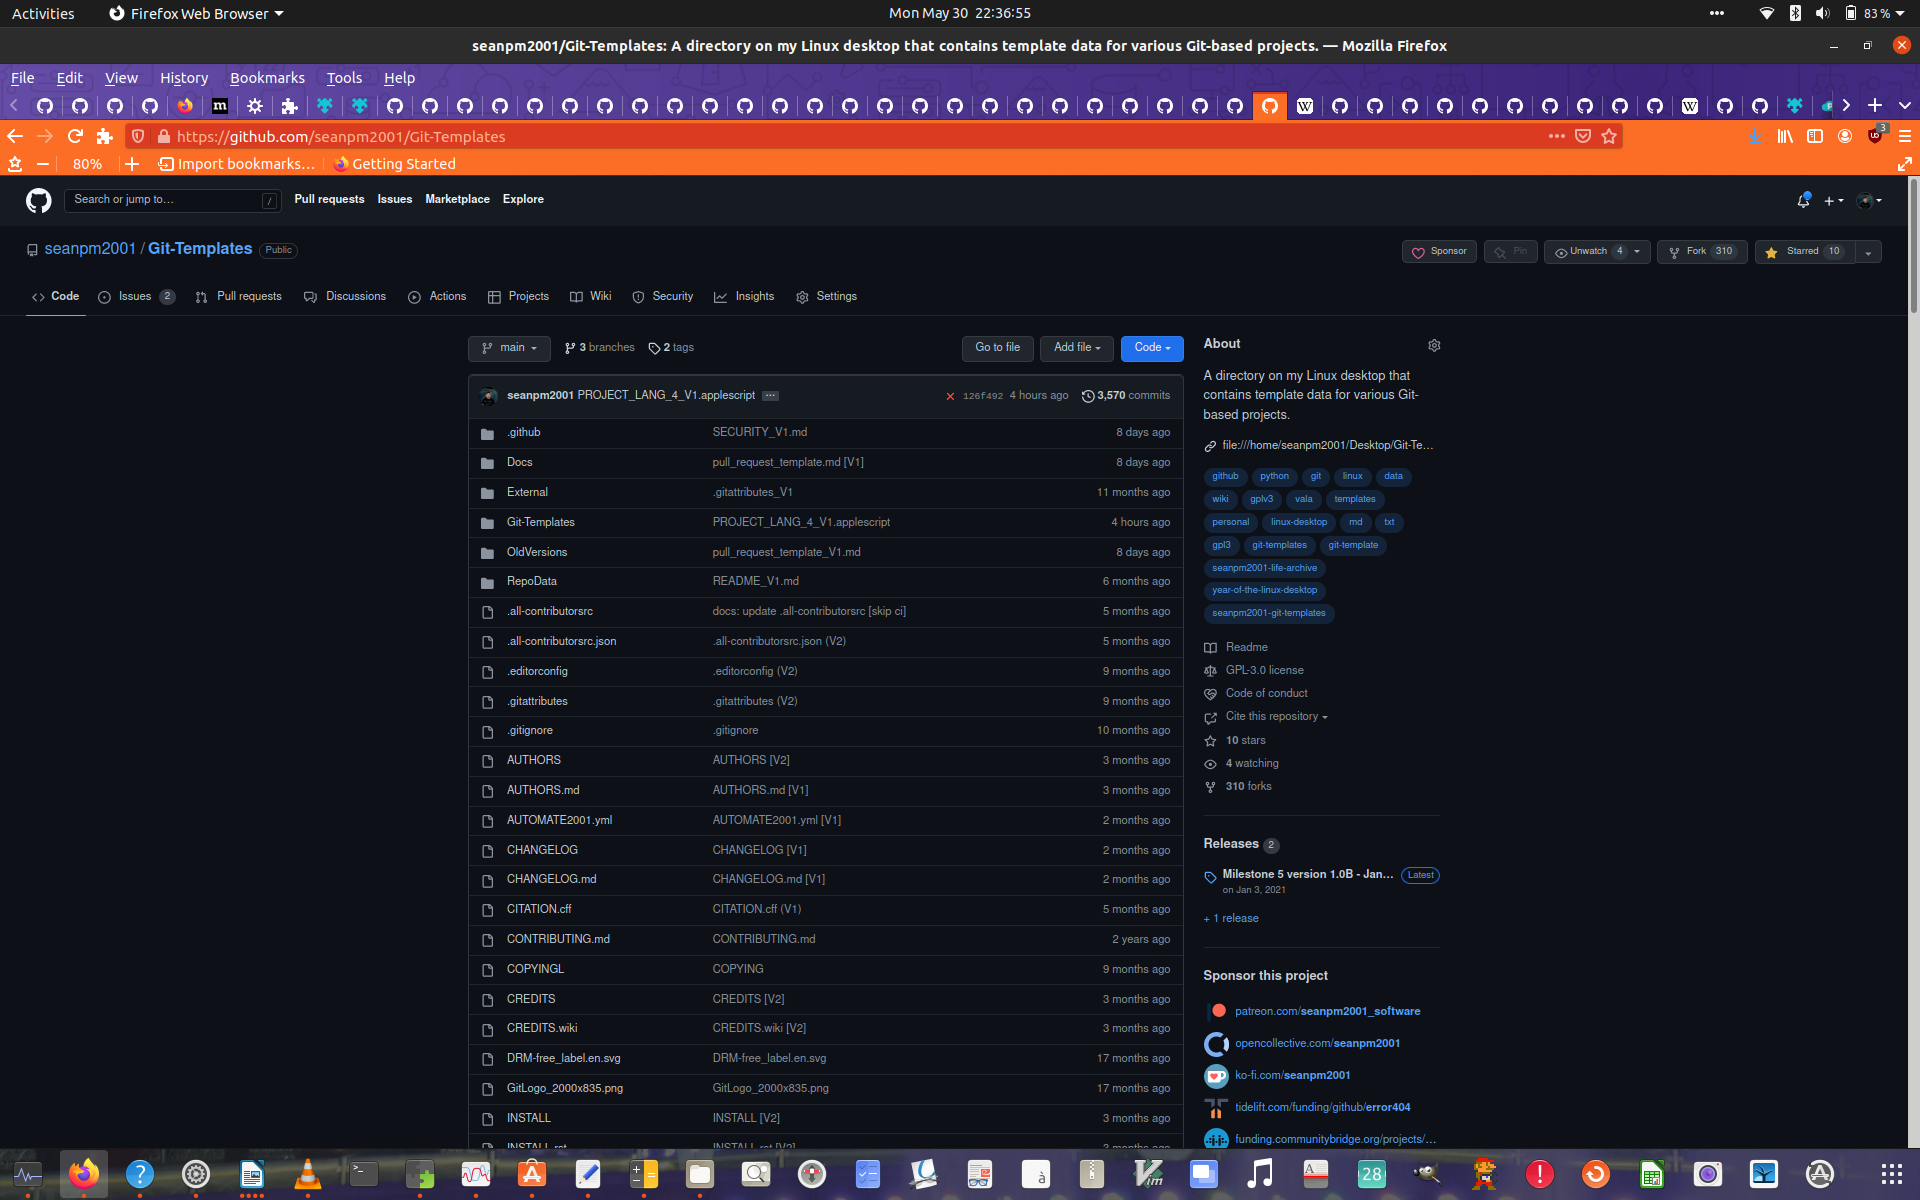 Activities Firefox Web Browser Mon May 30 22:36:55 83 %
seanpm2001/Git-Templates: A directory on my Linux desktop that contains template data for various Git-based projects. — Mozilla Firefox
File Edit View History Bookmarks Tools Help
https://github.com/seanpm2001/Git-Templates 3
80% Import bookmarks... Getting Started
Search or jump to... / Pull requests Issues Marketplace Explore
seanpm2001 / Git-Templates Public Sponsor Pin Unwatch 4 Fork 310 Starred 10
Code Issues 2 Pull requests Discussions Actions Projects Wiki Security Insights Settings
main 3 branches 2 tags Go to file Add file Code
seanpm2001 PROJECT_LANG_4_V1.applescript ... 126f492 4 hours ago 3,570 commits
.github SECURITY_V1.md 8 days ago
Docs pull_request_template.md [V1] 8 days ago
External .gitattributes_V1 11 months ago
Git-Templates PROJECT_LANG_4_V1.applescript 4 hours ago
OldVersions pull_request_template_V1.md 8 days ago
RepoData README_V1.md 6 months ago
.all-contributorsrc docs: update .all-contributorsrc [skip ci] 5 months ago
.all-contributorsrc.json .all-contributorsrc.json (V2) 5 months ago
.editorconfig .editorconfig (V2) 9 months ago
.gitattributes .gitattributes (V2) 9 months ago
.gitignore .gitignore 10 months ago
AUTHORS AUTHORS [V2] 3 months ago
AUTHORS.md AUTHORS.md [V1] 3 months ago
AUTOMATE2001.yml AUTOMATE2001.yml [V1] 2 months ago
CHANGELOG CHANGELOG [V1] 2 months ago
CHANGELOG.md CHANGELOG.md [V1] 2 months ago
CITATION.cff CITATION.cff (V1) 5 months ago
CONTRIBUTING.md CONTRIBUTING.md 2 years ago
COPYINGL COPYING 9 months ago
CREDITS CREDITS [V2] 3 months ago
CREDITS.wiki CREDITS.wiki [V2] 3 months ago
DRM-free_label.en.svg DRM-free_label.en.svg 17 months ago
GitLogo_2000x835.png GitLogo_2000x835.png 17 months ago
INSTALL INSTALL [V2] 3 months ago
INSTALL.rst INSTALL.rst [V2] 3 months ago
About
A directory on my Linux desktop that
contains template data for various Git-
based projects.
file:///home/seanpm2001/Desktop/Git-Te...
github python git linux data
wiki gplv3 vala templates
personal linux-desktop md txt
gpl3 git-templates git-template
seanpm2001-life-archive
year-of-the-linux-desktop
seanpm2001-git-templates
Readme
GPL-3.0 license
Code of conduct
Cite this repository
10 stars
4 watching
310 forks
Releases 2
Milestone 5 version 1.0B - Jan... Latest
on Jan 3, 2021
+ 1 release
Sponsor this project
patreon.com/seanpm2001_software
opencollective.com/seanpm2001
ko-fi.com/seanpm2001
tidelift.com/funding/github/error404
funding.communitybridge.org/projects/...
28